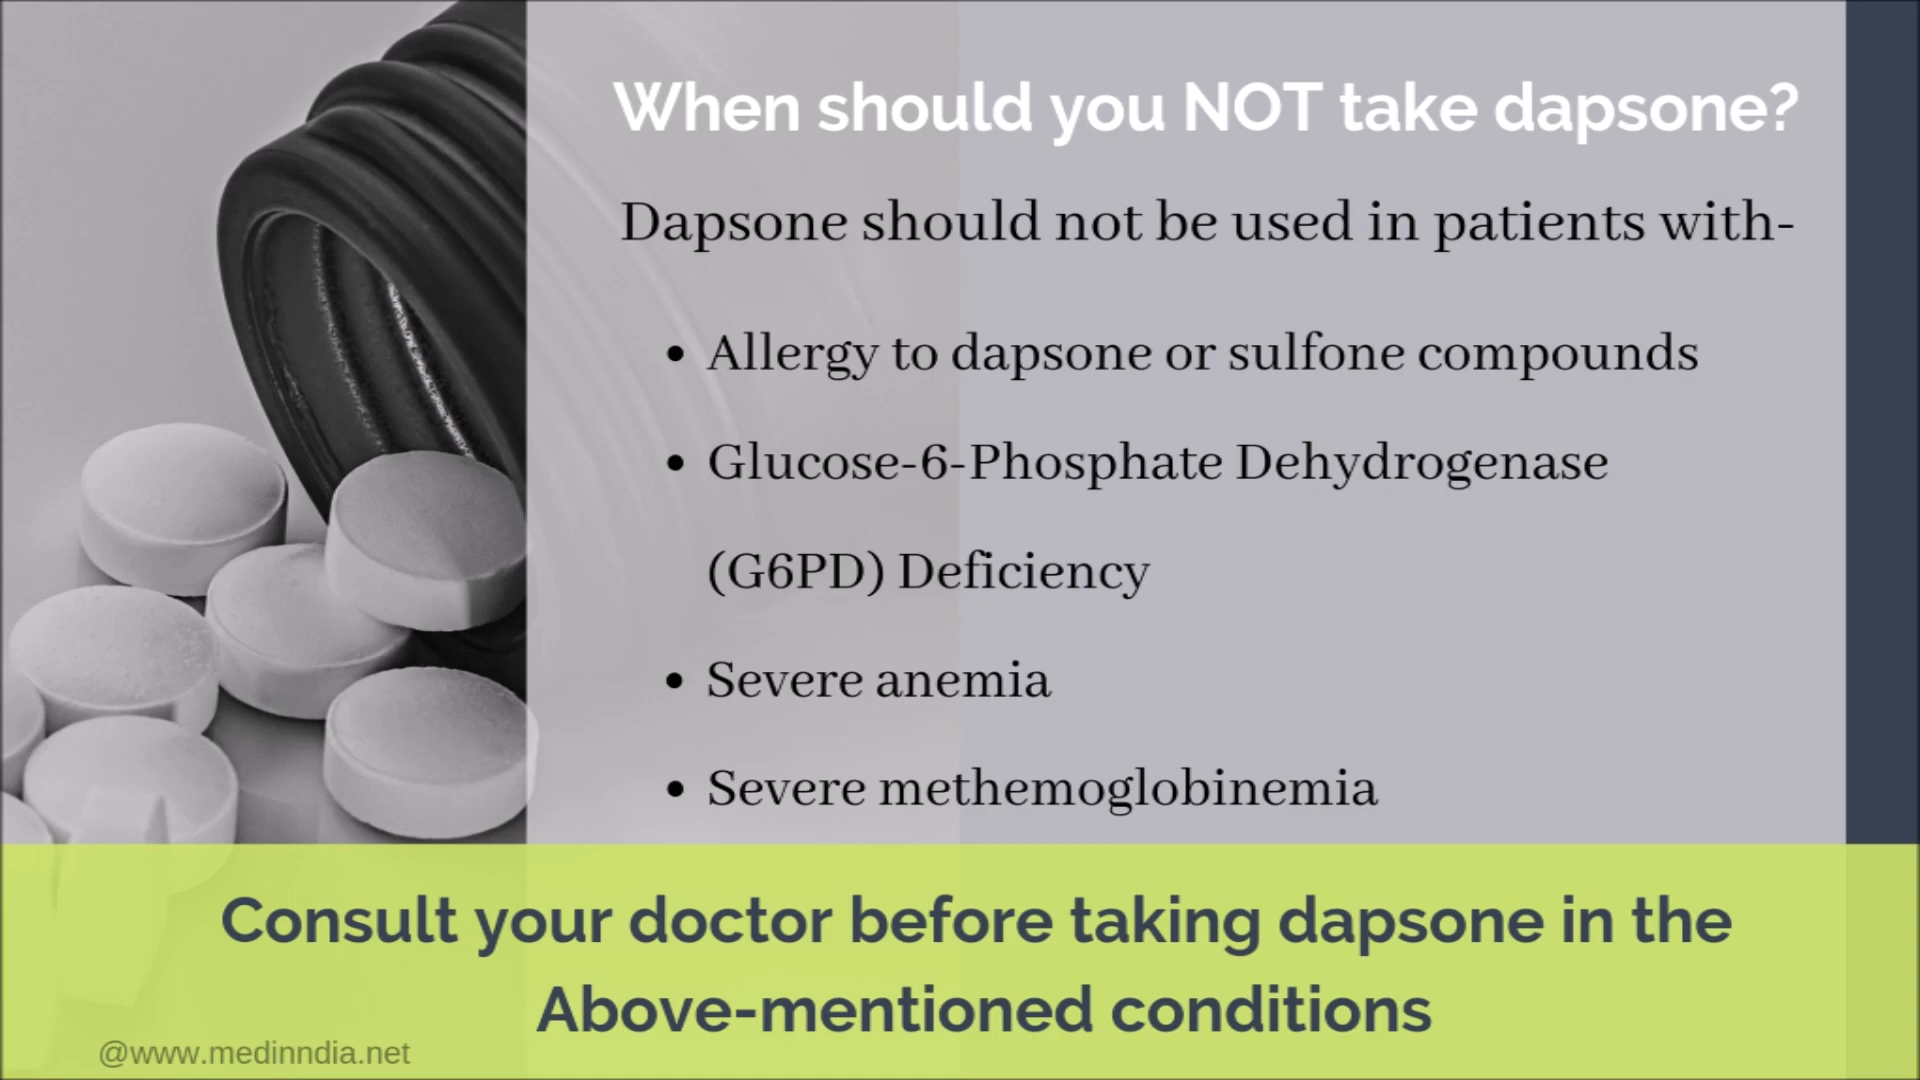 When should you NOT take dapsone?
Dapsone should not be used in patients with-
• Allergy to dapsone or sulfone compounds
• Glucose-6-Phosphate Dehydrogenase
(G6PD) Deficiency
• Severe anemia
• Severe methemoglobinemia
Consult your doctor before taking dapsone in the
Above-mentioned conditions
@www.medinndia.net